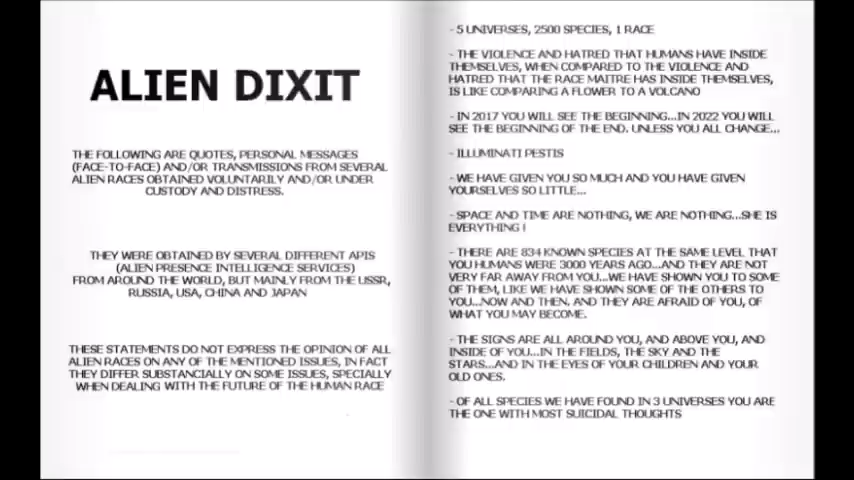 ALIEN DIXIT
THE FOLLOWING ARE QUOTES, PERSONAL MESSAGES
(FACE-TO-FACE) AND/OR TRANSMISSIONS FROM SEVERAL
ALIEN RACES OBTAINED VOLUNTARILY AND/OR UNDER
CUSTODY AND DISTRESS.
THEY WERE OBTAINED BY SEVERAL DIFFERENT APIS
(ALIEN PRESENCE INTELLIGENCE SERVICES)
FROM AROUND THE WORLD, BUT MAINLY FROM THE USSR,
RUSSIA, USA, CHINA AND JAPAN
THESE STATEMENTS DO NOT EXPRESS THE OPINION OF ALL
ALIEN RACES ON ANY OF THE MENTIONED ISSUES, IN FACT
THEY DIFFER SUBSTANCIALLY ON SOME ISSUES, SPECIALLY
WHEN DEALING WITH THE FUTURE OF THE HUMAN RACE
- 5 UNIVERSES, 2500 SPECIES, 1 RACE
- THE VIOLENCE AND HATRED THAT HUMANS HAVE INSIDE
THEMSELVES, WHEN COMPARED TO THE VIOLENCE AND
HATRED THAT THE RACE MAITRE HAS INSIDE THEMSELVES,
IS LIKE COMPARING A FLOWER TO A VOLCANO
- IN 2017 YOU WILL SEE THE BEGINNING...IN 2022 YOU WILL
SEE THE BEGINNING OF THE END. UNLESS YOU ALL CHANGE...
- ILLUMINATI PESTIS
- WE HAVE GIVEN YOU SO MUCH AND YOU HAVE GIVEN
YOURSELVES SO LITTLE...
- SPACE AND TIME ARE NOTHING, WE ARE NOTHING...SHE IS
EVERYTHING !
- THERE ARE 834 KNOWN SPECIES AT THE SAME LEVEL THAT
YOU HUMANS WERE 3000 YEARS AGO...AND THEY ARE NOT
VERY FAR AWAY FROM YOU...WE HAVE SHOWN YOU TO SOME
OF THEM, LIKE WE HAVE SHOWN SOME OF THE OTHERS TO
YOU...NOW AND THEN. AND THEY ARE AFRAID OF YOU, OF
WHAT YOU MAY BECOME.
- THE SIGNS ARE ALL AROUND YOU, AND ABOVE YOU, AND
INSIDE OF YOU...IN THE FIELDS, THE SKY AND THE
STARS...AND IN THE EYES OF YOUR CHILDREN AND YOUR
OLD ONES.
- OF ALL SPECIES WE HAVE FOUND IN 3 UNIVERSES YOU ARE
THE ONE WITH MOST SUICIDAL THOUGHTS